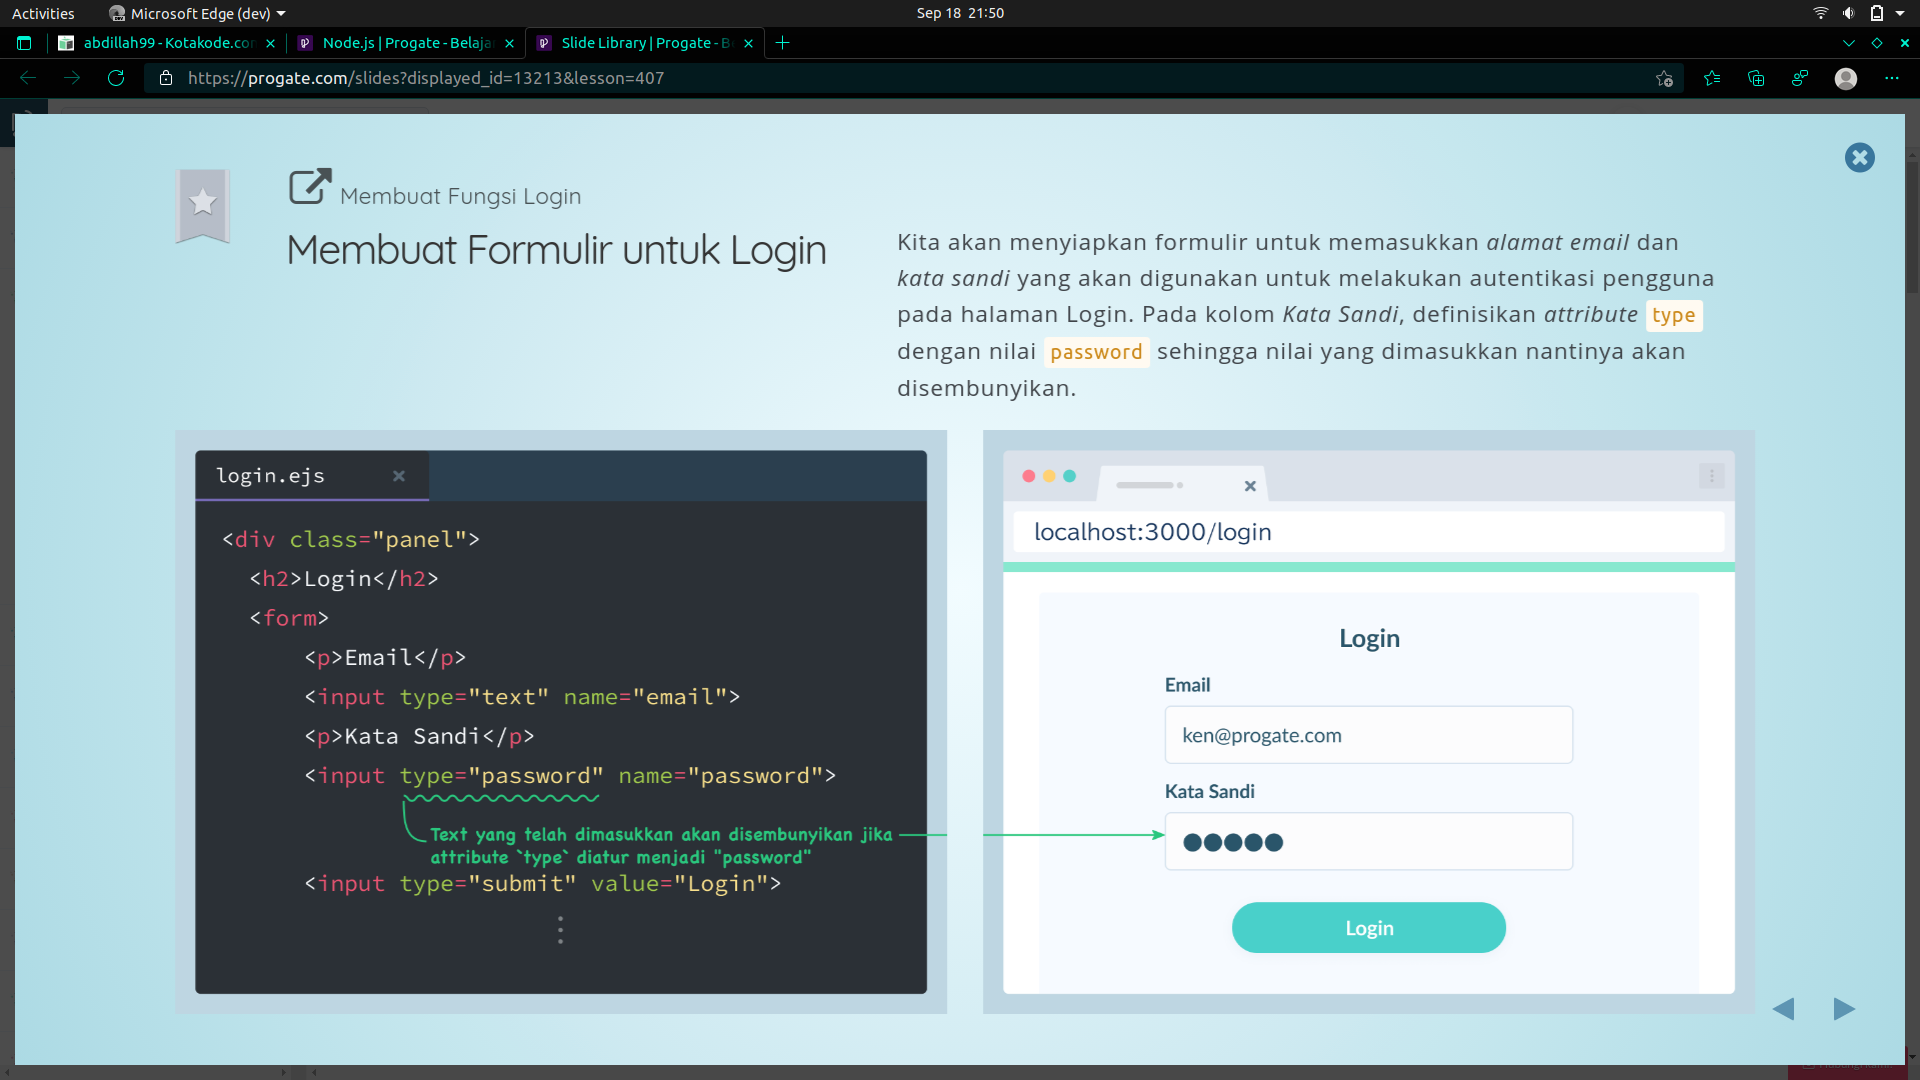 Activities
Microsoft Edge (dev)
Sep 18 21:50
abdillah99 - Kotakode.com
Node.js | Progate - Belaja
Slide Library | Progate - Be
https://progate.com/slides?displayed_id=13213&lesson=407
Membuat Fungsi Login
Membuat Formulir untuk Login
Kita akan menyiapkan formulir untuk memasukkan alamat email dan
kata sandi yang akan digunakan untuk melakukan autentikasi pengguna
pada halaman Login. Pada kolom Kata Sandi, definisikan attribute type
dengan nilai password sehingga nilai yang dimasukkan nantinya akan
disembunyikan.
login.ejs
<div class="panel">
<h2>Login</h2>
<form>
<p>Email</p>
<input type="text" name="email">
<p>Kata Sandi</p>
<input type="password" name="password">
Text yang telah dimasukkan akan disembunyikan jika
attribute `type` diatur menjadi "password"
<input type="submit" value="Login">
localhost:3000/login
Login
Email
ken@progate.com
Kata Sandi
Login